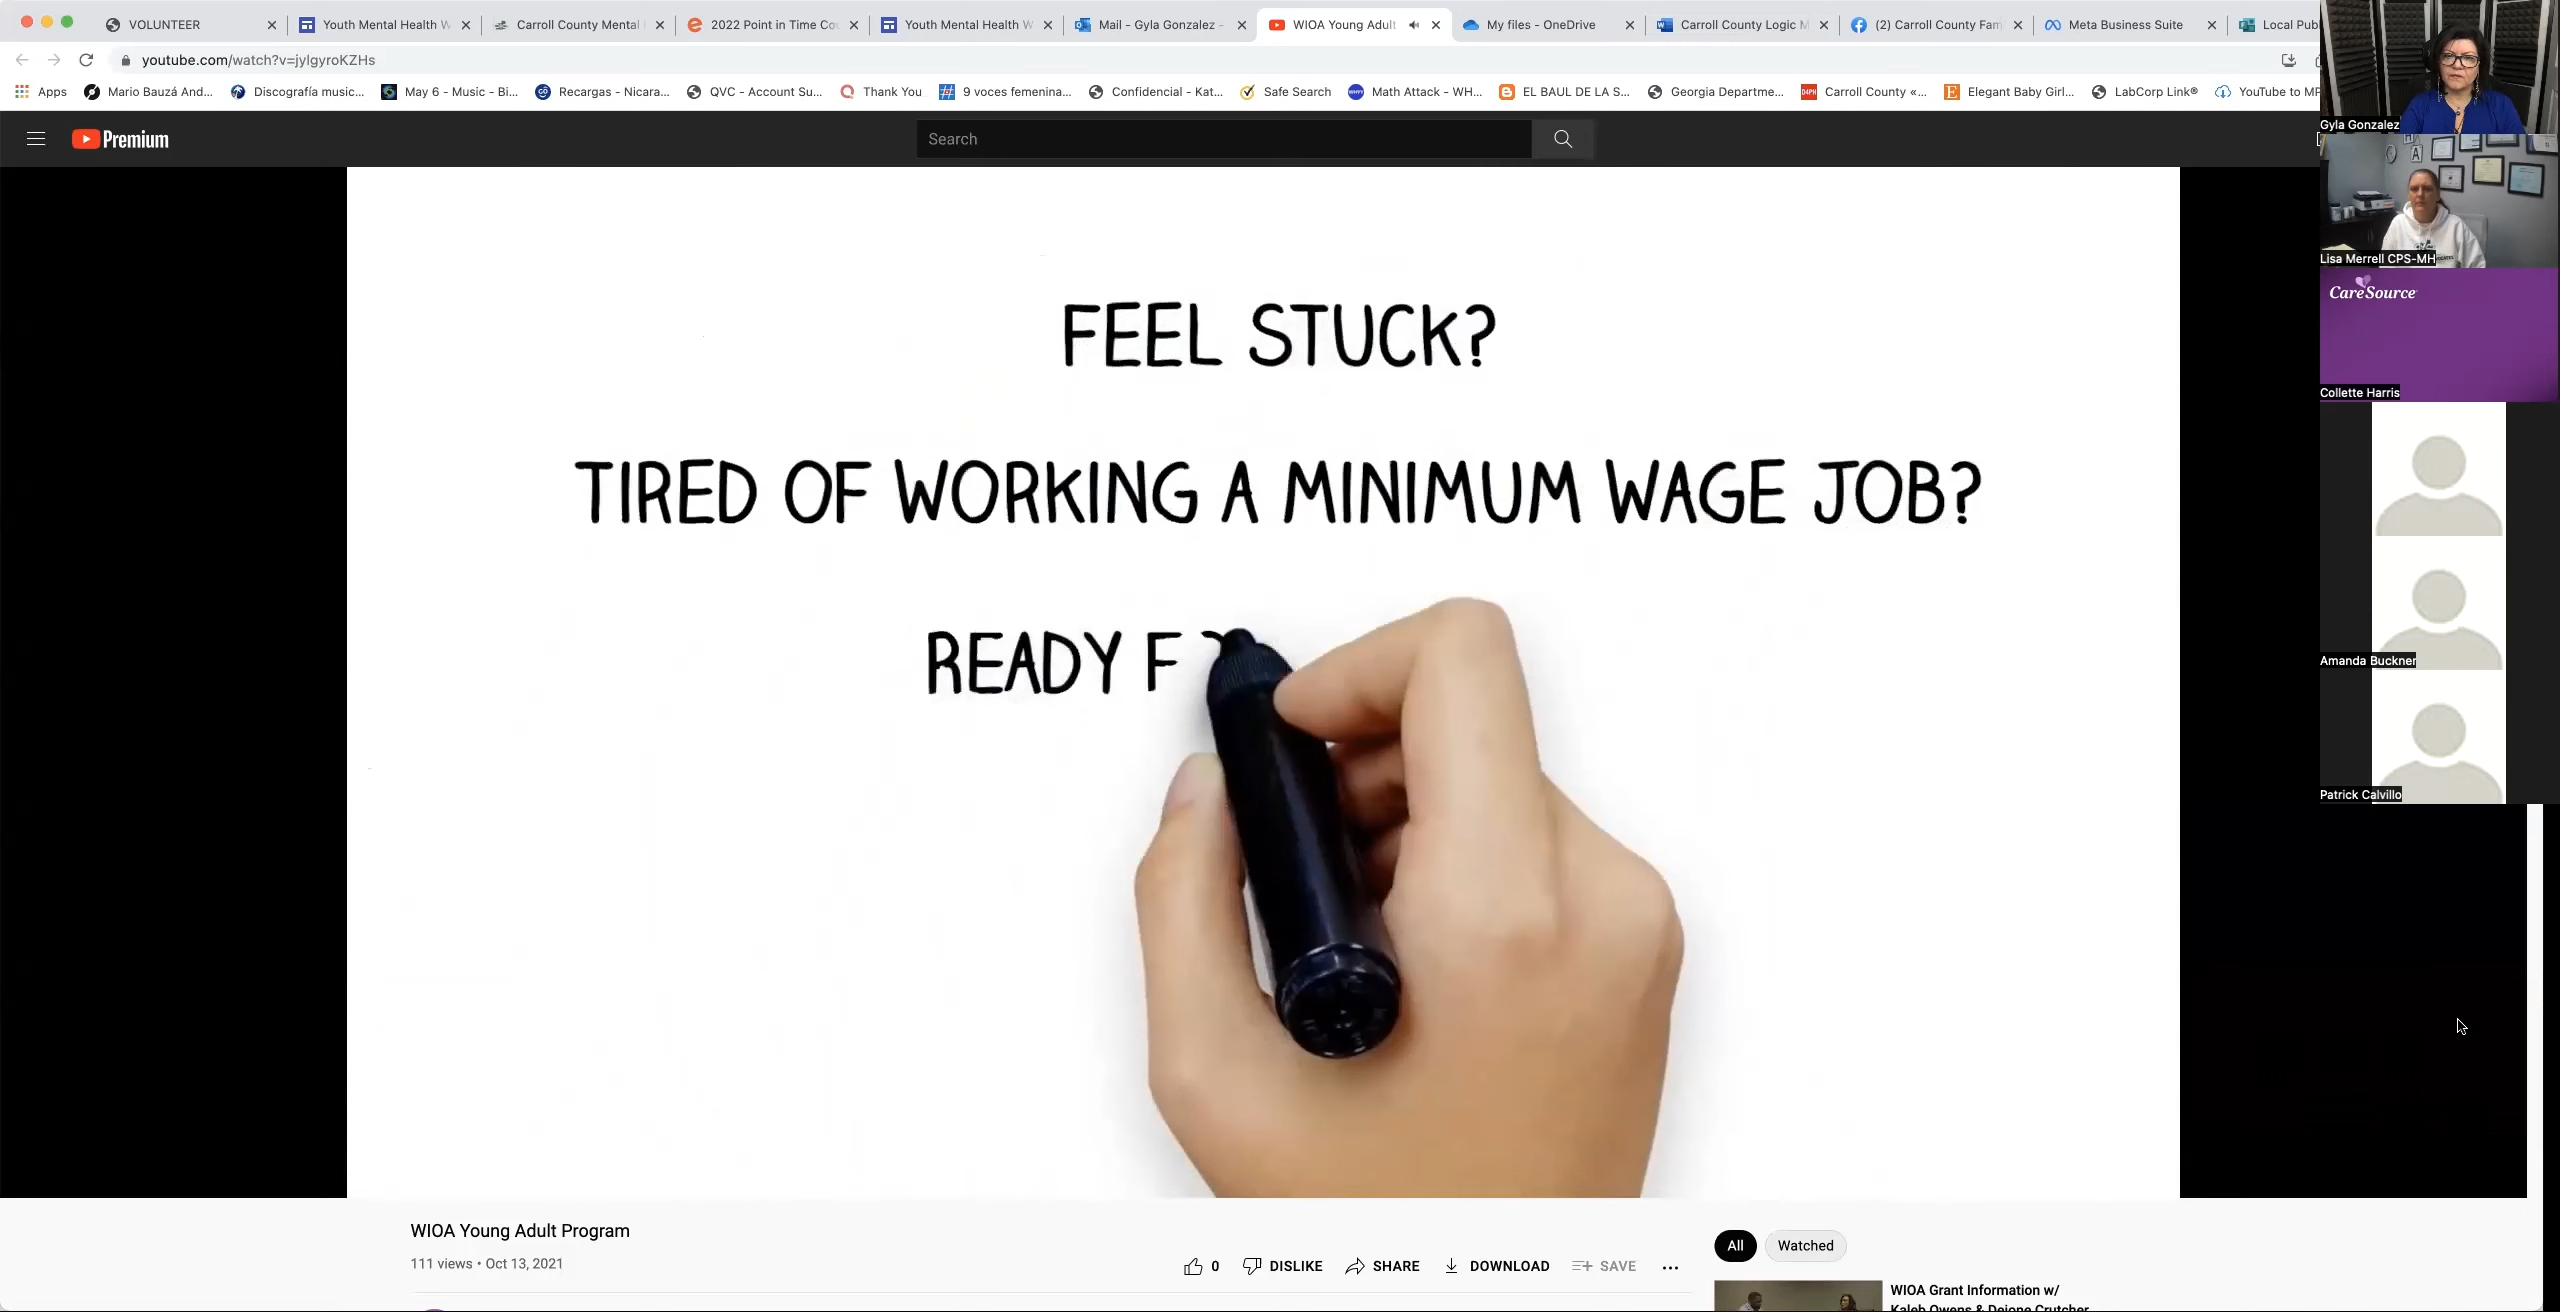 VOLUNTEER
Youth Mental Health W
Carroll County Mental
2022 Point in Time Co
Youth Mental Health W
Mail - Gyla Gonzalez -
WIOA Young Adult
My files - OneDrive
Carroll County Logic M
(2) Carroll County Fam
Meta Business Suite
Local Pub
youtube.com/watch?v=jylgyroKZHs
Apps
Mario Bauzá And...
Discografía music...
May 6 - Music - Bi...
Recargas - Nicara...
QVC - Account Su...
Thank You
9 voces femenina...
Confidencial - Kat...
Safe Search
Math Attack - WH...
EL BAUL DE LA S...
Georgia Departme...
Carroll County «...
Elegant Baby Girl...
LabCorp Link®
YouTube to MP
Premium
Search
Gyla Gonzalez
Lisa Merrell CPS-MH
CareSource
Collette Harris
Amanda Buckner
Patrick Calvillo
FEEL STUCK?
TIRED OF WORKING A MINIMUM WAGE JOB?
READY F
WIOA Young Adult Program
111 views • Oct 13, 2021
0
DISLIKE
SHARE
DOWNLOAD
SAVE
All
Watched
WIOA Grant Information w/
Kaleb Owens & Dejone Crutcher